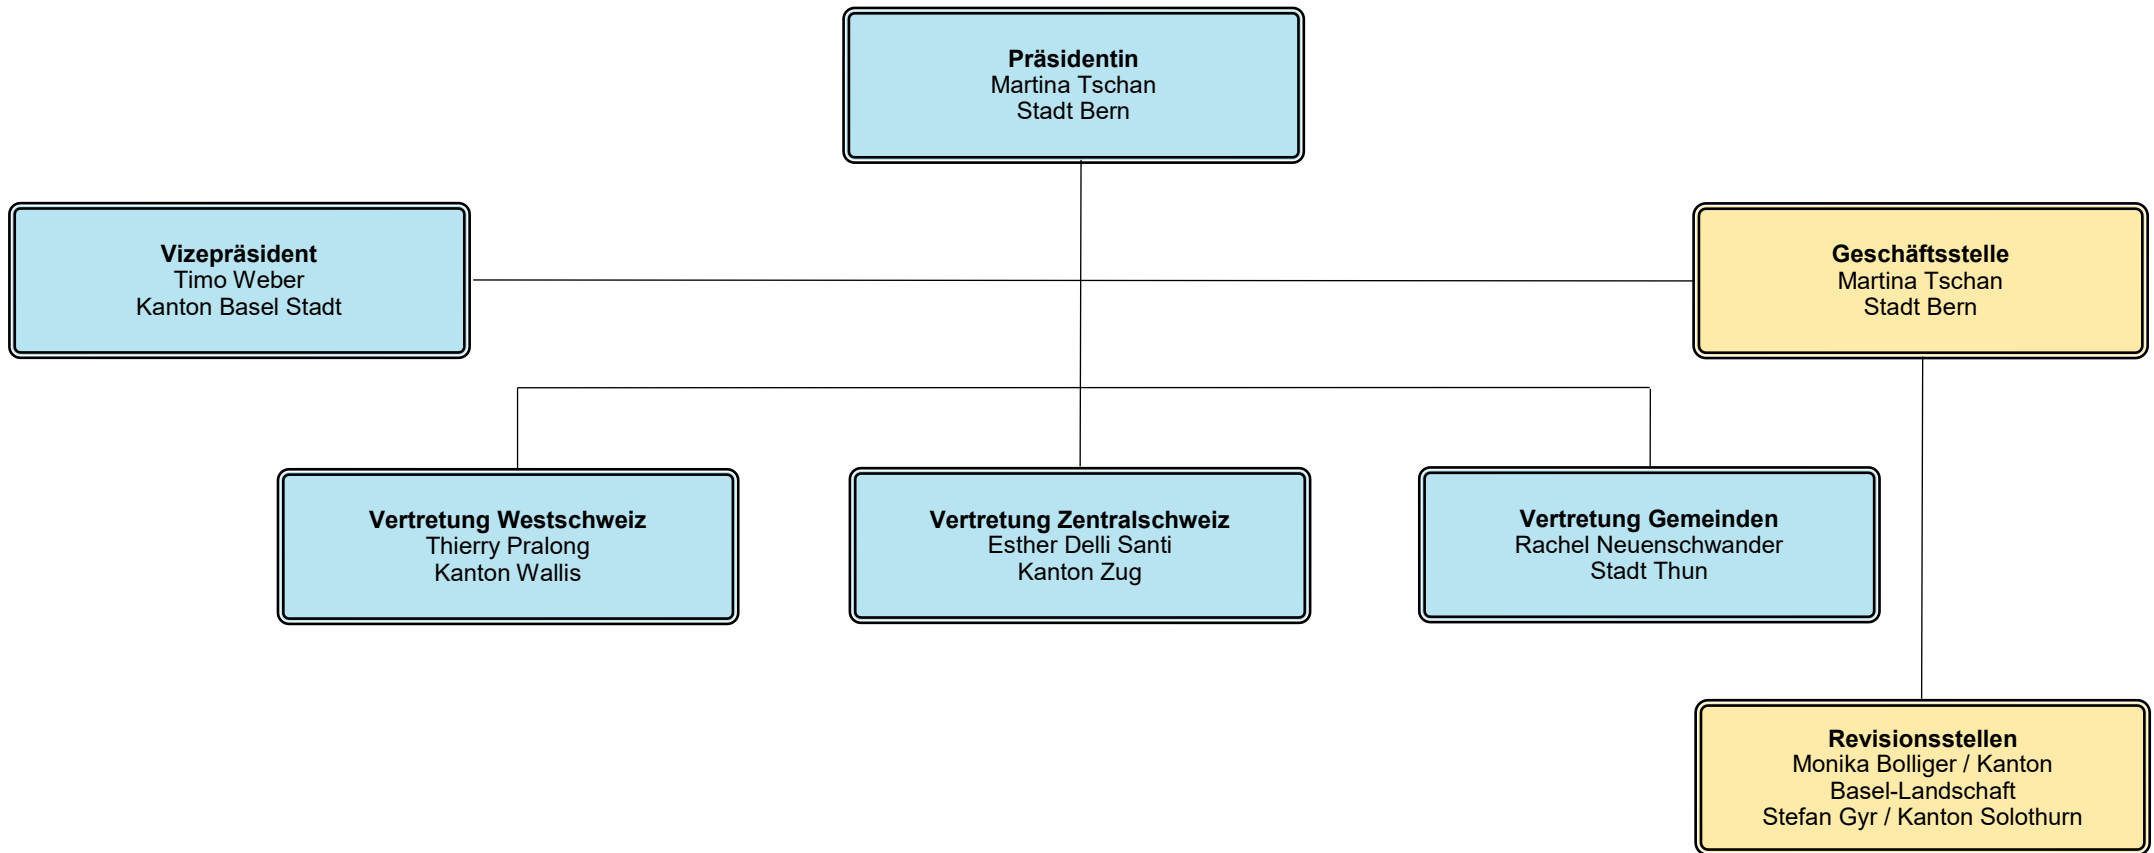 Präsidentin
Martina Tschan
Stadt Bern
Vizepräsident
Timo Weber
Kanton Basel Stadt
Geschäftsstelle
Martina Tschan
Stadt Bern
Vertretung Westschweiz
Thierry Pralong
Kanton Wallis
Vertretung Zentralschweiz
Esther Delli Santi
Kanton Zug
Vertretung Gemeinden
Rachel Neuenschwander
Stadt Thun
Revisionsstellen
Monika Bolliger / Kanton
Basel-Landschaft
Stefan Gyr / Kanton Solothurn